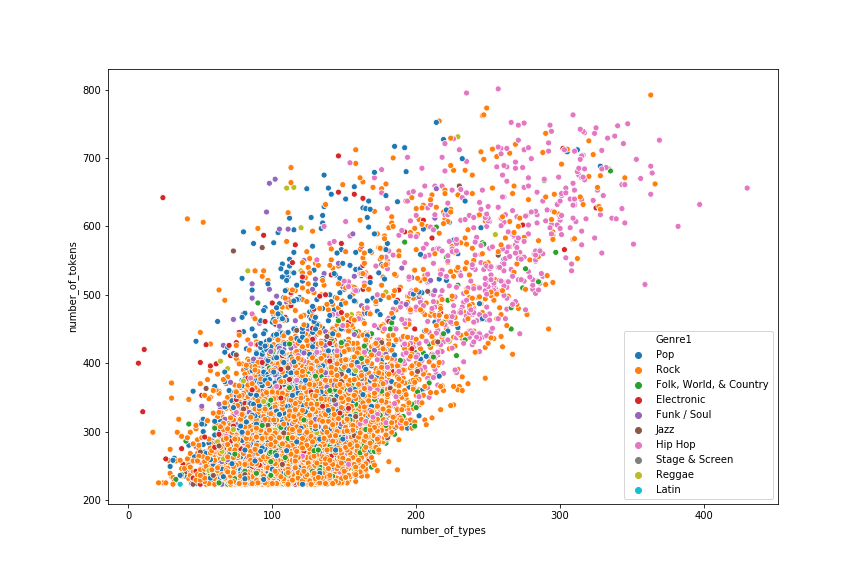 800
700
600
500
400
300
200
number_of_tokens
0
100
200
300
400
number_of_types
Genre1
Pop
Rock
Folk, World, & Country
Electronic
Funk / Soul
Jazz
Hip Hop
Stage & Screen
Reggae
Latin